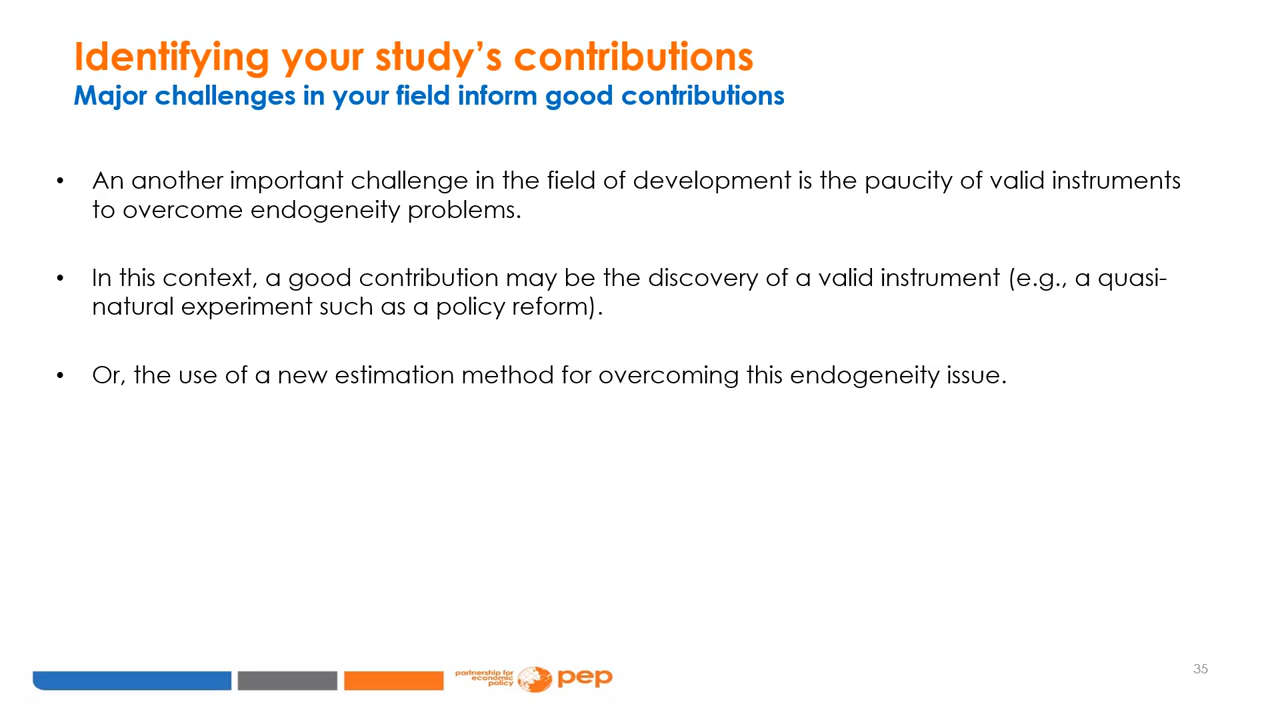 Identifying your study’s contributions
Major challenges in your field inform good contributions
• An another important challenge in the field of development is the paucity of valid instruments
to overcome endogeneity problems.
• In this context, a good contribution may be the discovery of a valid instrument (e.g., a quasi-
natural experiment such as a policy reform).
• Or, the use of a new estimation method for overcoming this endogeneity issue.
partnership for
economic
policy
pep
35